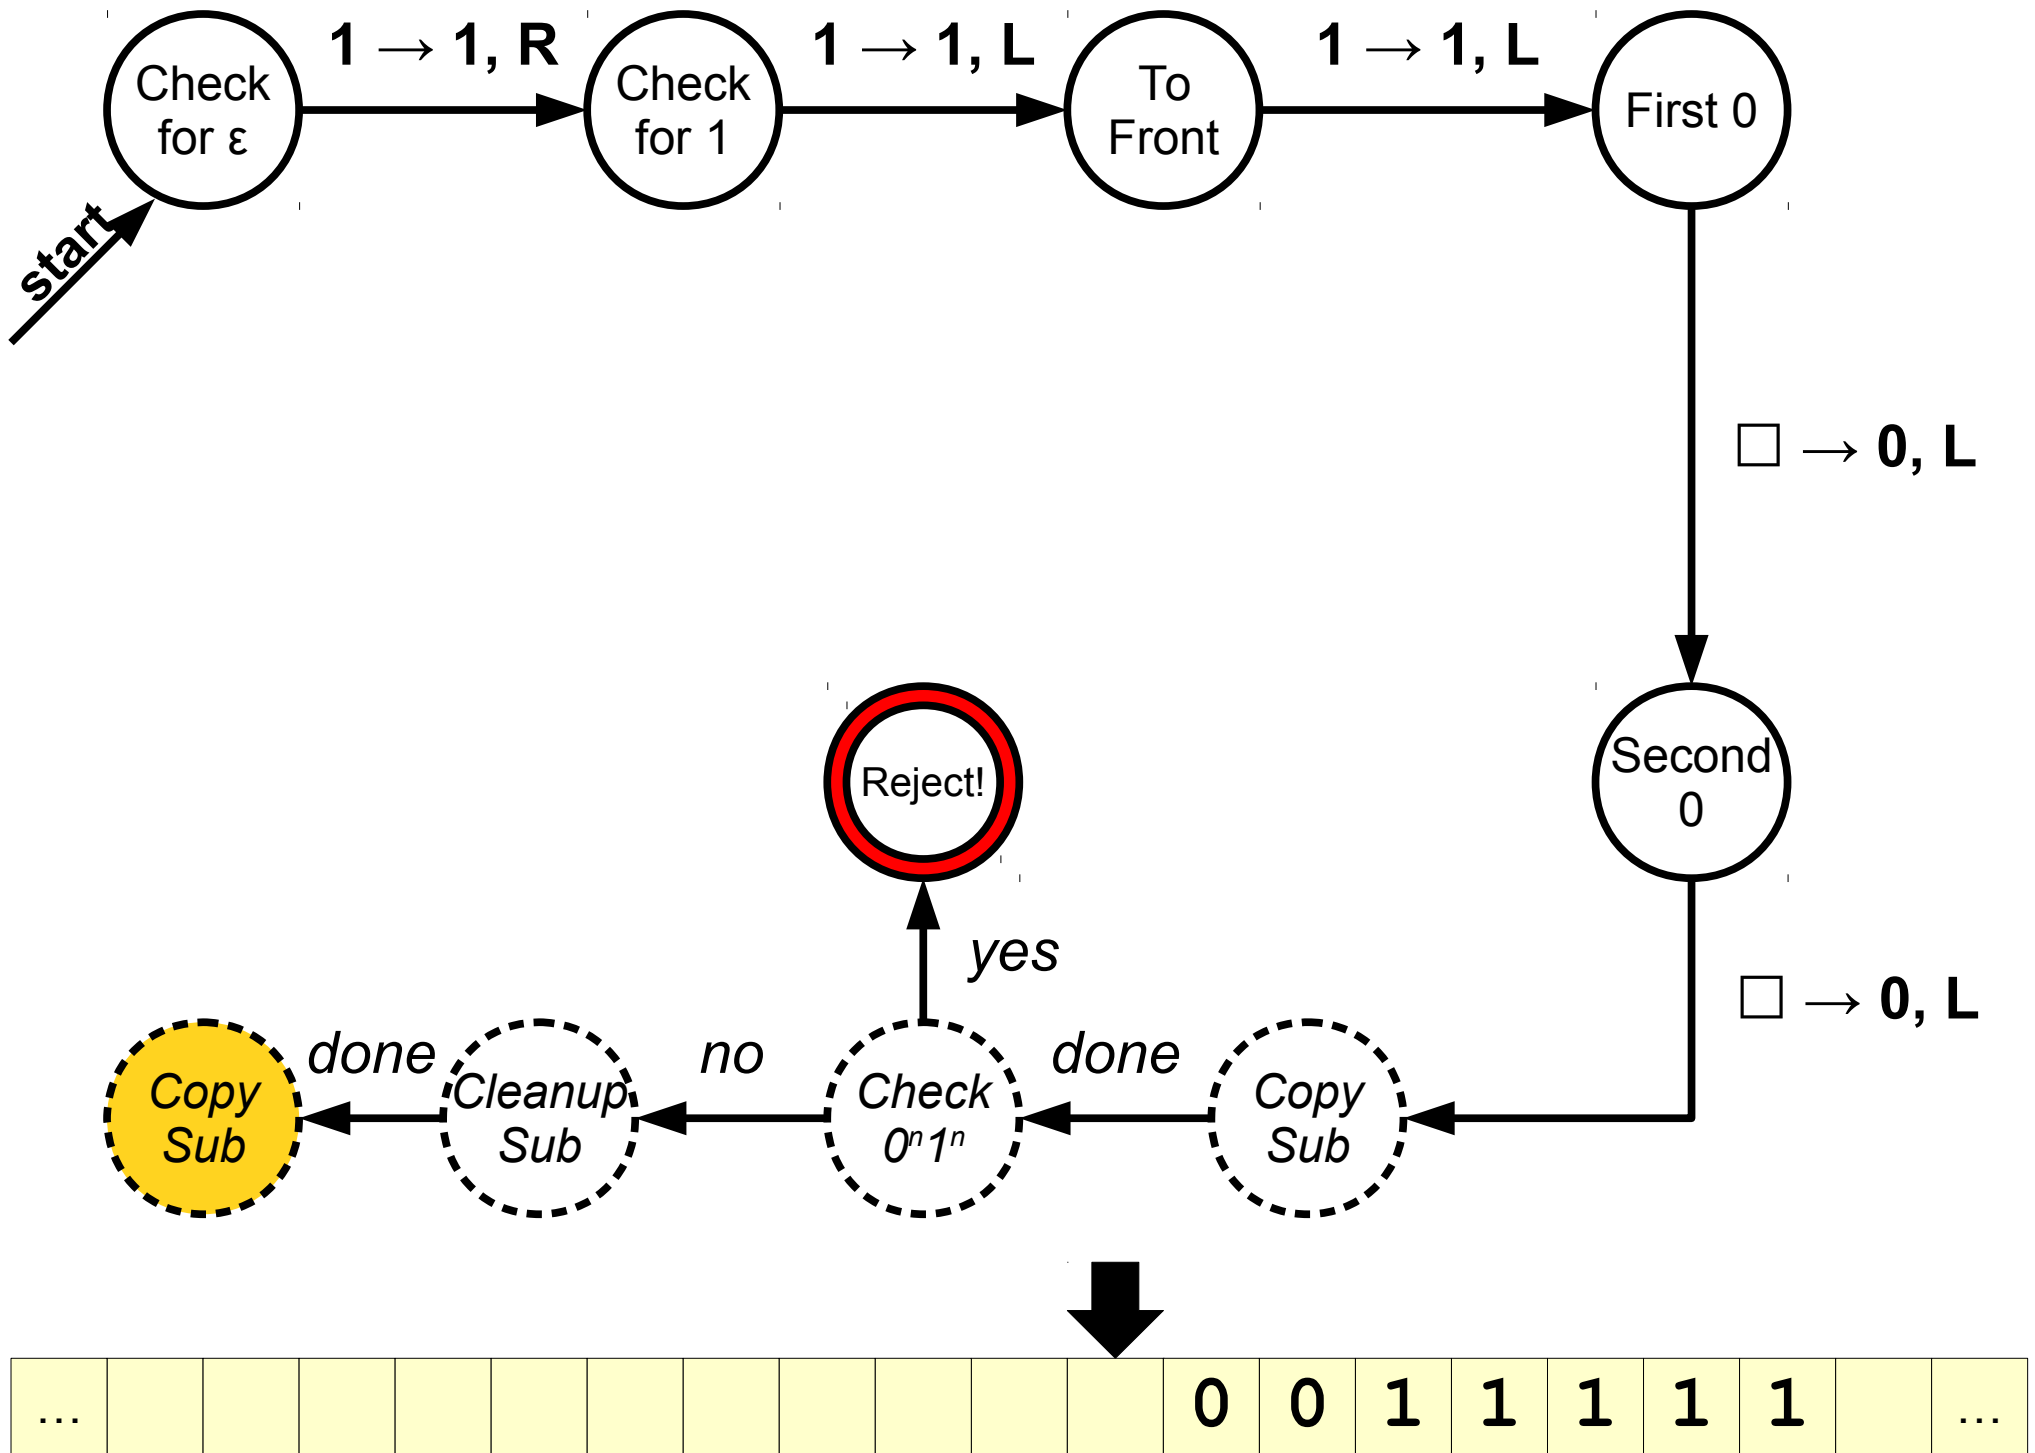 1 → 1, R
1 → 1, L
1 → 1, L
Check
for ε
Check
for 1
To
Front
First 0
start
□ → 0, L
Second
0
Reject!
yes
□ → 0, L
Copy
Sub
done
Cleanup
Sub
no
Check
0ⁿ1ⁿ
done
Copy
Sub
... 0 0 1 1 1 1 1 ...